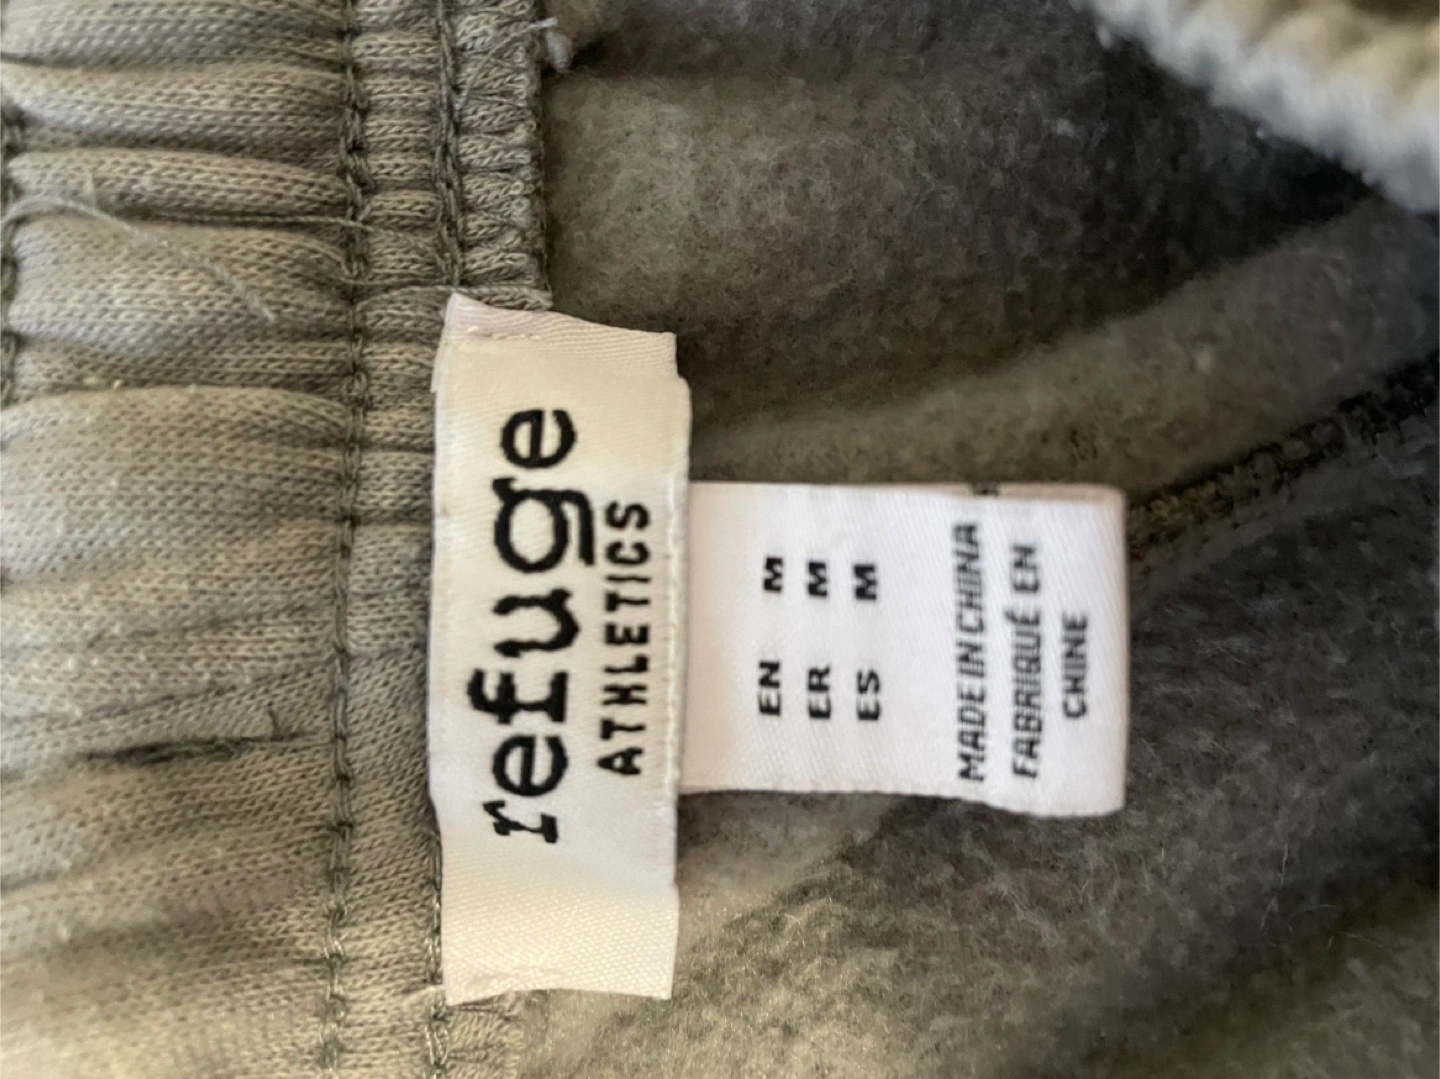 refuge
ATHLETICS
EN M
ER M
ES M
MADE IN CHINA
FABRIQUÉ EN
CHINE